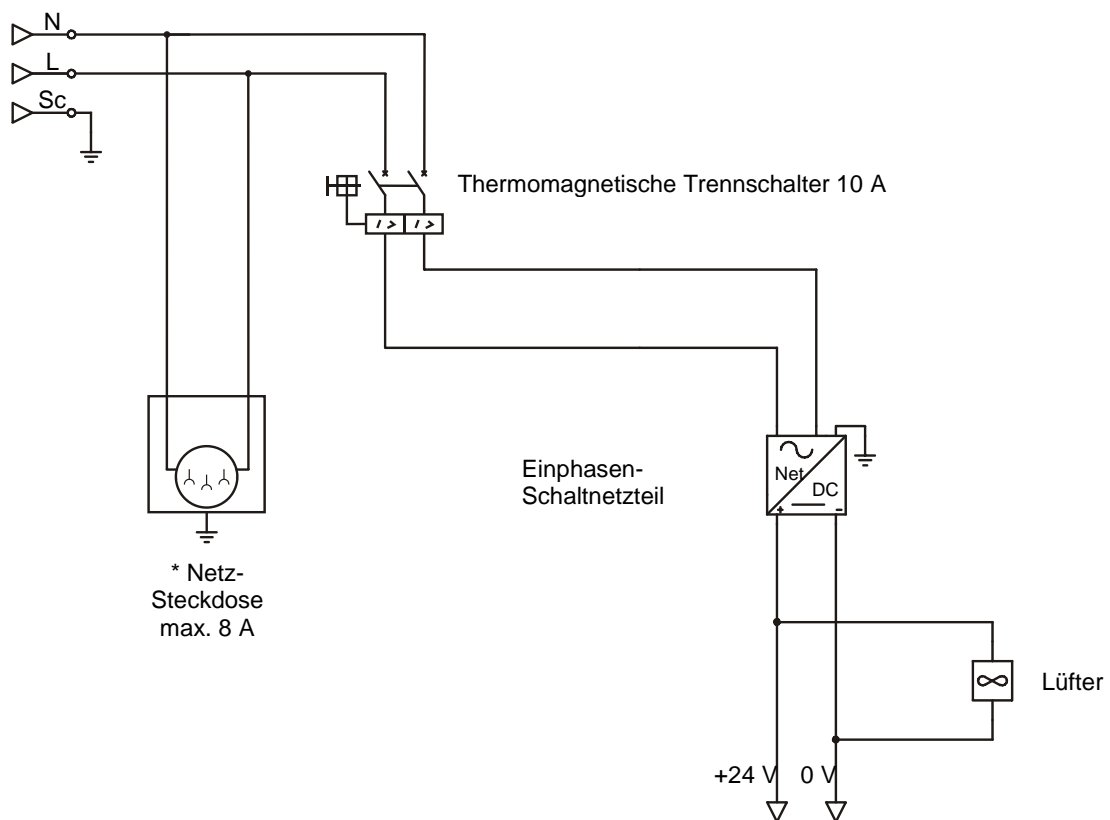 N
L
Sc
Thermomagnetische Trennschalter 10 A
I > I >
Einphasen-
Schaltnetzteil
Net
DC
+ -
* Netz-
Steckdose
max. 8 A
Lüfter
+24 V 0 V